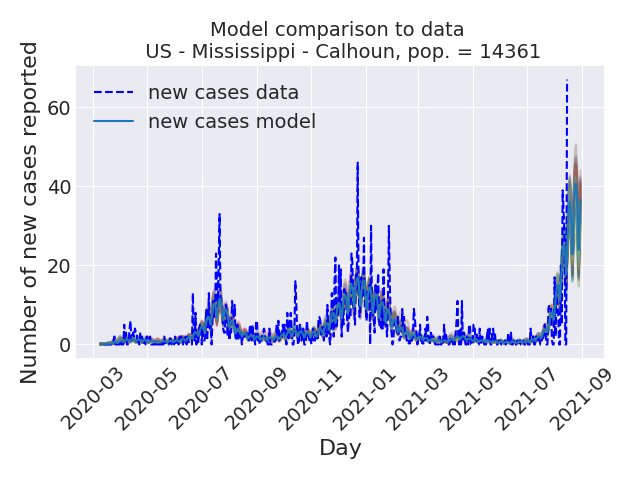 Model comparison to data
US - Mississippi - Calhoun, pop. = 14361
Number of new cases reported
new cases data
new cases model
60
40
20
0
2020-03
2020-05
2020-07
2020-09
2020-11
2021-01
2021-03
2021-05
2021-07
2021-09
Day